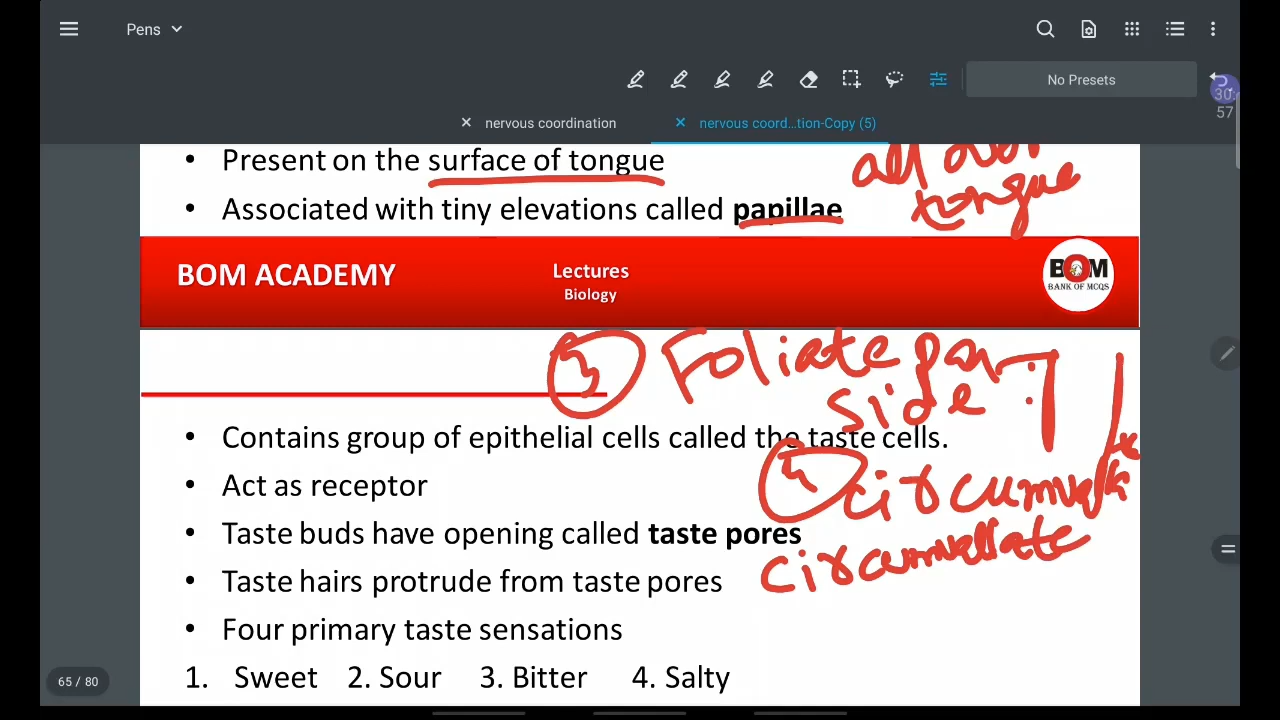 Pens
No Presets
30:
57
nervous coordination
nervous coord...tion-Copy (5)
• Present on the surface of tongue
all over
tongue
• Associated with tiny elevations called papillae
BOM ACADEMY
Lectures
Biology
BOM
BANK OF MCQS
3 Foliate
side :
• Contains group of epithelial cells called the taste cells.
• Act as receptor
4 circumvallate
• Taste buds have opening called taste pores
circumvallate
• Taste hairs protrude from taste pores
• Four primary taste sensations
1. Sweet 2. Sour 3. Bitter 4. Salty
65 / 80